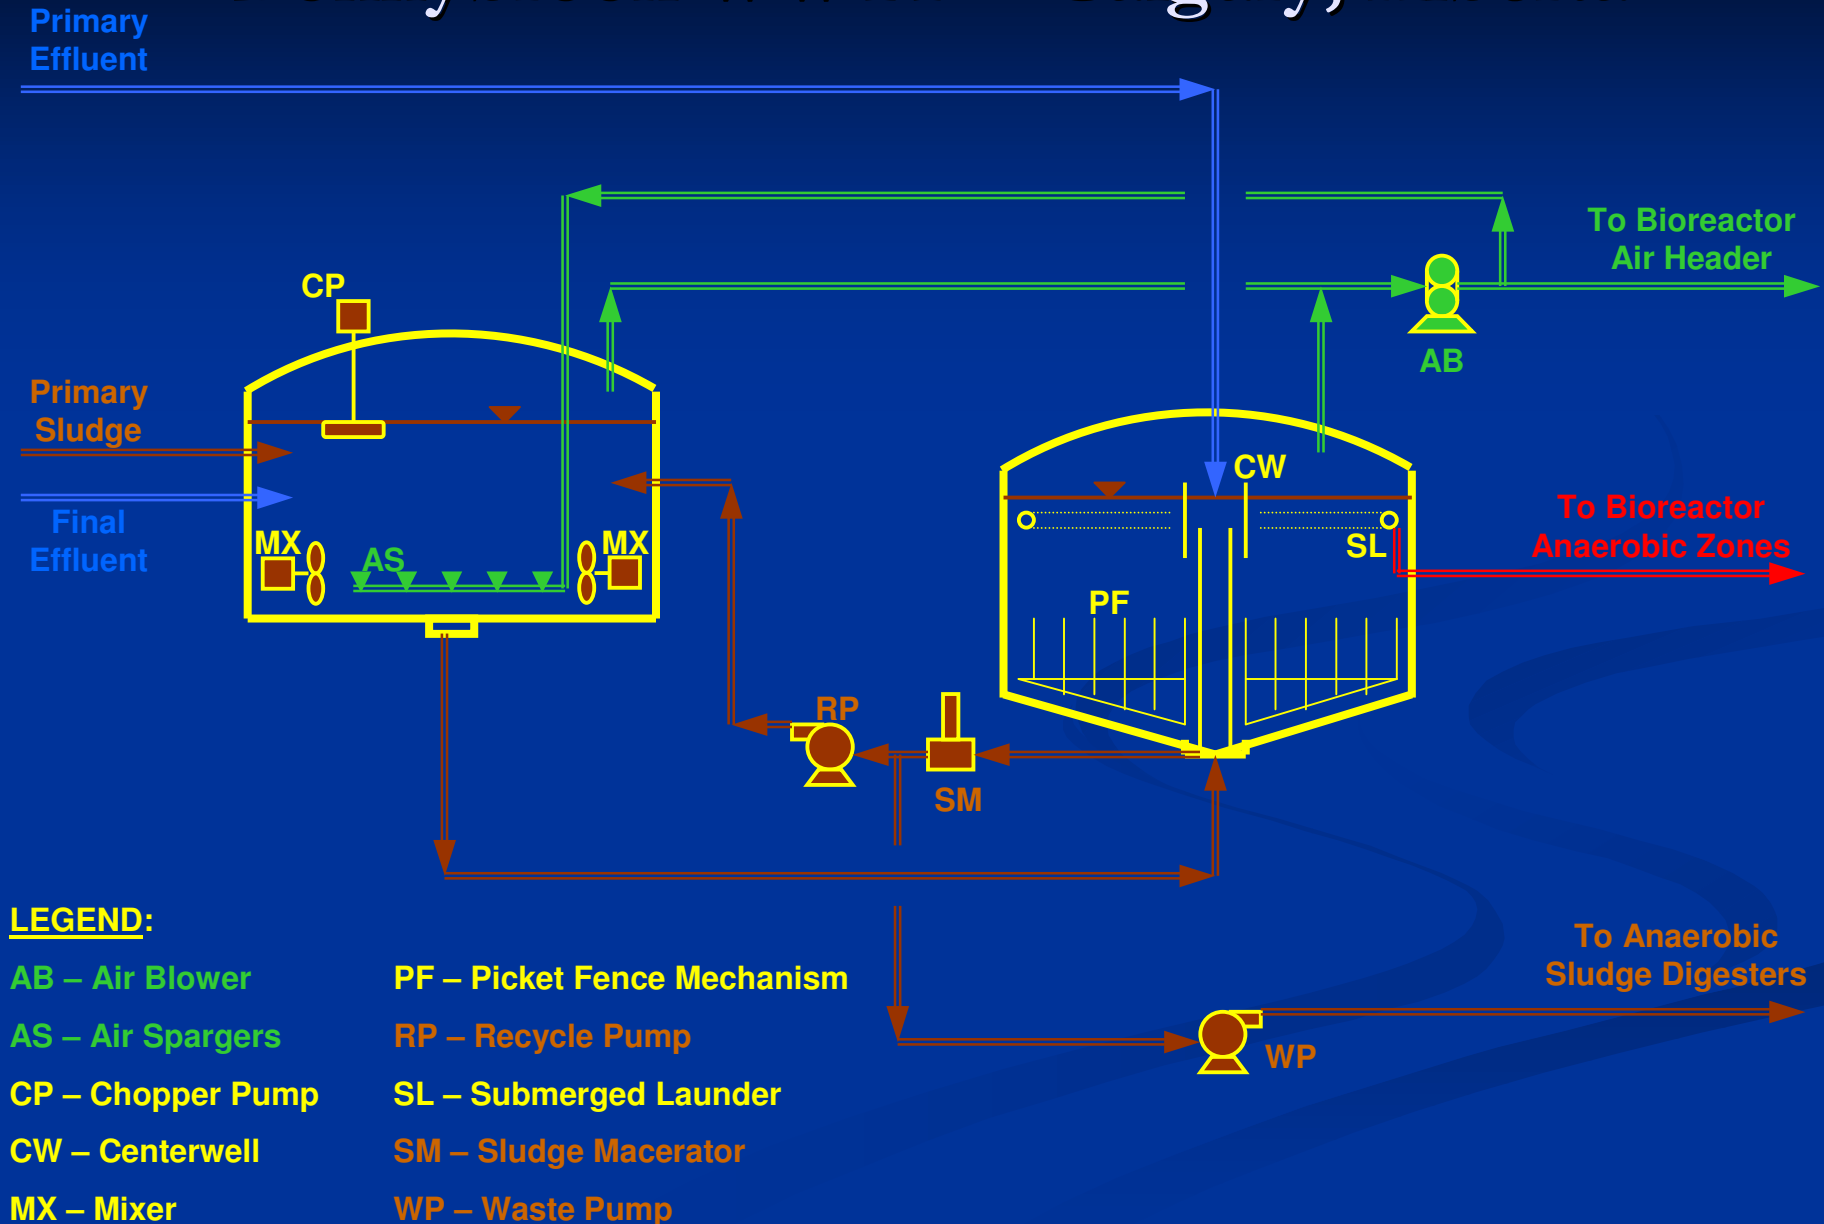 Primary
Effluent
To Bioreactor
Air Header
CP
AB
Primary
Sludge
CW
Final
Effluent
MX
AS
MX
SL
To Bioreactor
Anaerobic Zones
PF
RP
SM
LEGEND:
AB – Air Blower
AS – Air Spargers
CP – Chopper Pump
CW – Centerwell
MX – Mixer
PF – Picket Fence Mechanism
RP – Recycle Pump
SL – Submerged Launder
SM – Sludge Macerator
WP – Waste Pump
To Anaerobic
Sludge Digesters
WP